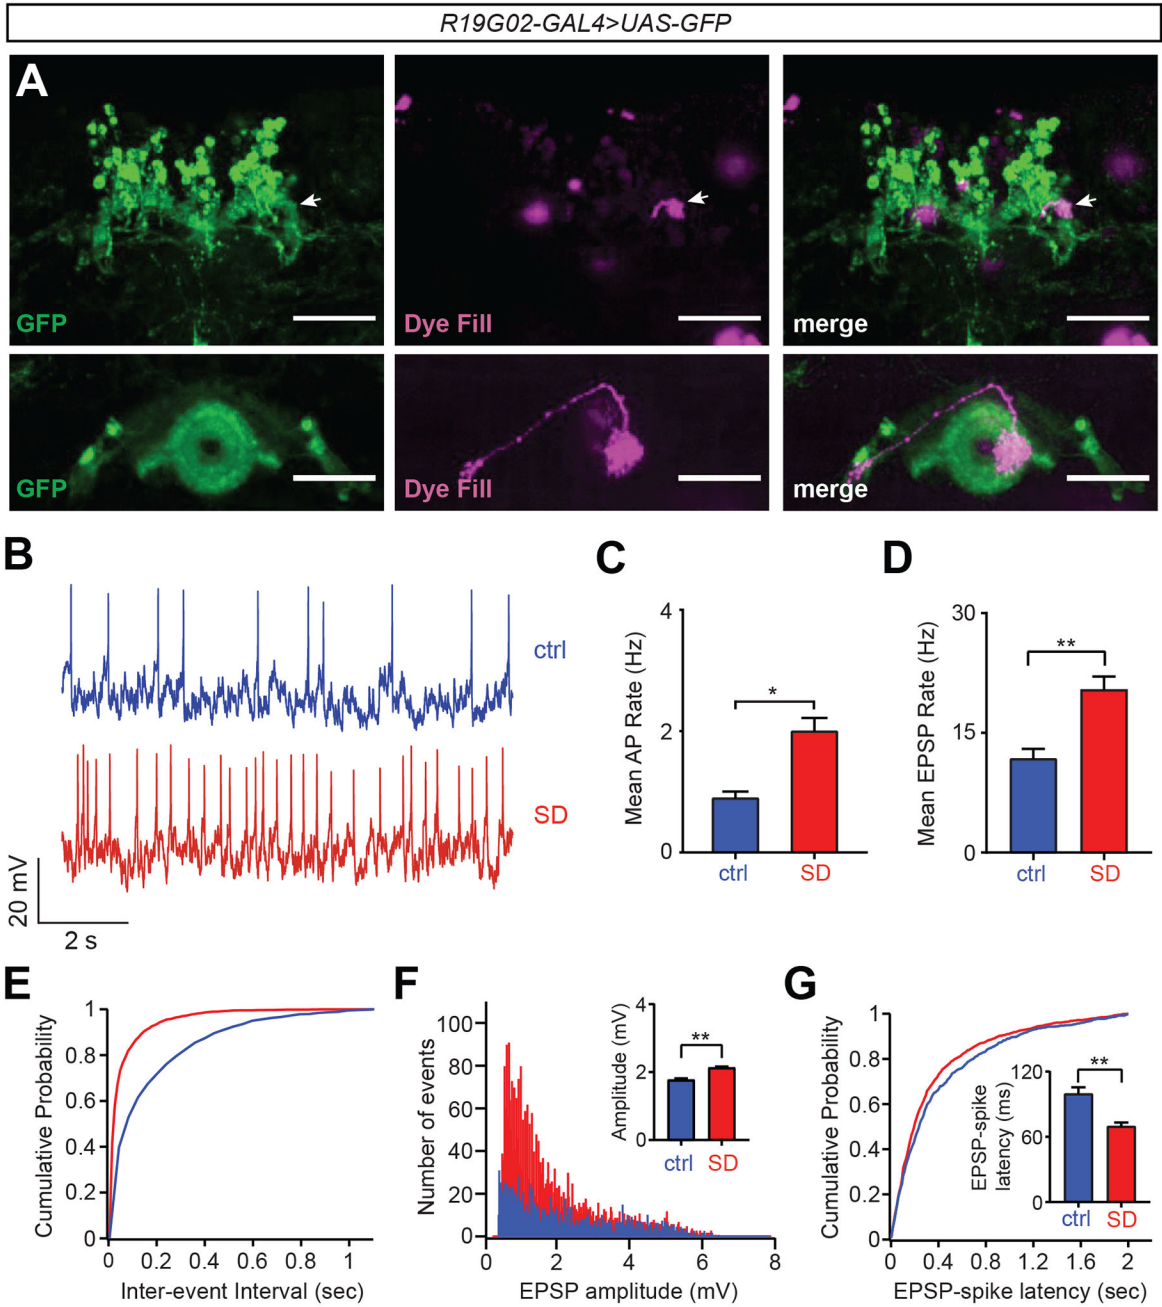 R19G02-GAL4>UAS-GFP
A
GFP
Dye Fill
merge
GFP
Dye Fill
merge
B
ctrl
SD
20 mV
2 s
C
Mean AP Rate (Hz)
4
2
0
*
ctrl
SD
D
Mean EPSP Rate (Hz)
30
15
0
**
ctrl
SD
E
Cumulative Probability
1
0.8
0.6
0.4
0.2
0
0
0.2
0.4
0.6
0.8
1
Inter-event Interval (sec)
F
Number of events
100
80
60
40
20
0
0
2
4
6
8
EPSP amplitude (mV)
Amplitude (mV)
4
2
0
**
ctrl
SD
G
Cumulative Probability
1
0.8
0.6
0.4
0.2
0
0
0.4
0.8
1.2
1.6
2
EPSP-spike latency (sec)
EPSP-spike
latency (ms)
120
60
0
**
ctrl
SD